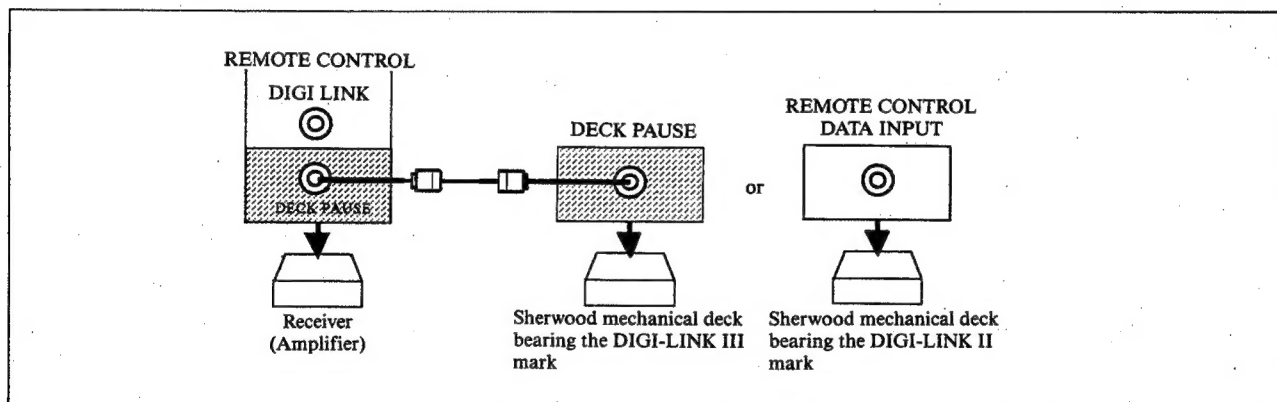 REMOTE CONTROL
DIGI LINK
DECK PAUSE
Receiver
(Amplifier)
DECK PAUSE
Sherwood mechanical deck
bearing the DIGI-LINK III
mark
or
REMOTE CONTROL
DATA INPUT
Sherwood mechanical deck
bearing the DIGI-LINK II
mark